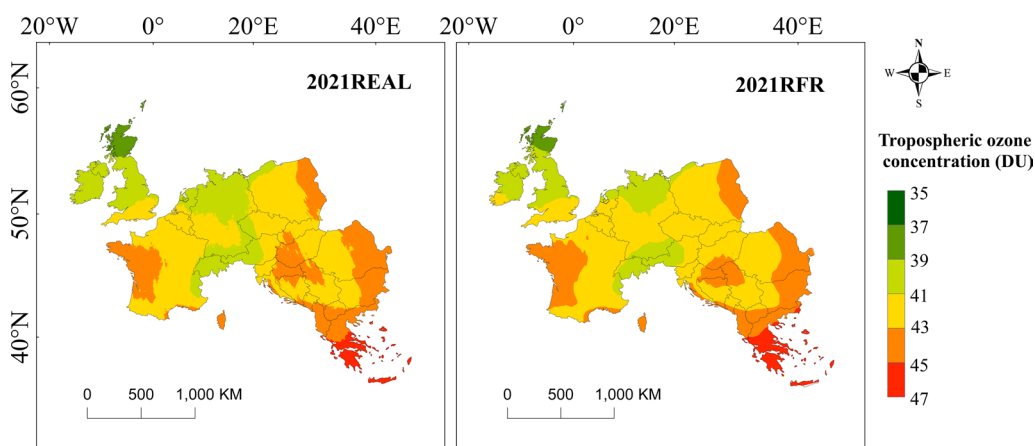 20°W 0° 20°E 40°E
20°W 0° 20°E 40°E
60°N
50°N
40°N
2021REAL
0 500 1,000 KM
2021RFR
0 500 1,000 KM
N
W E
S
Tropospheric ozone
concentration (DU)
35
37
39
41
43
45
47